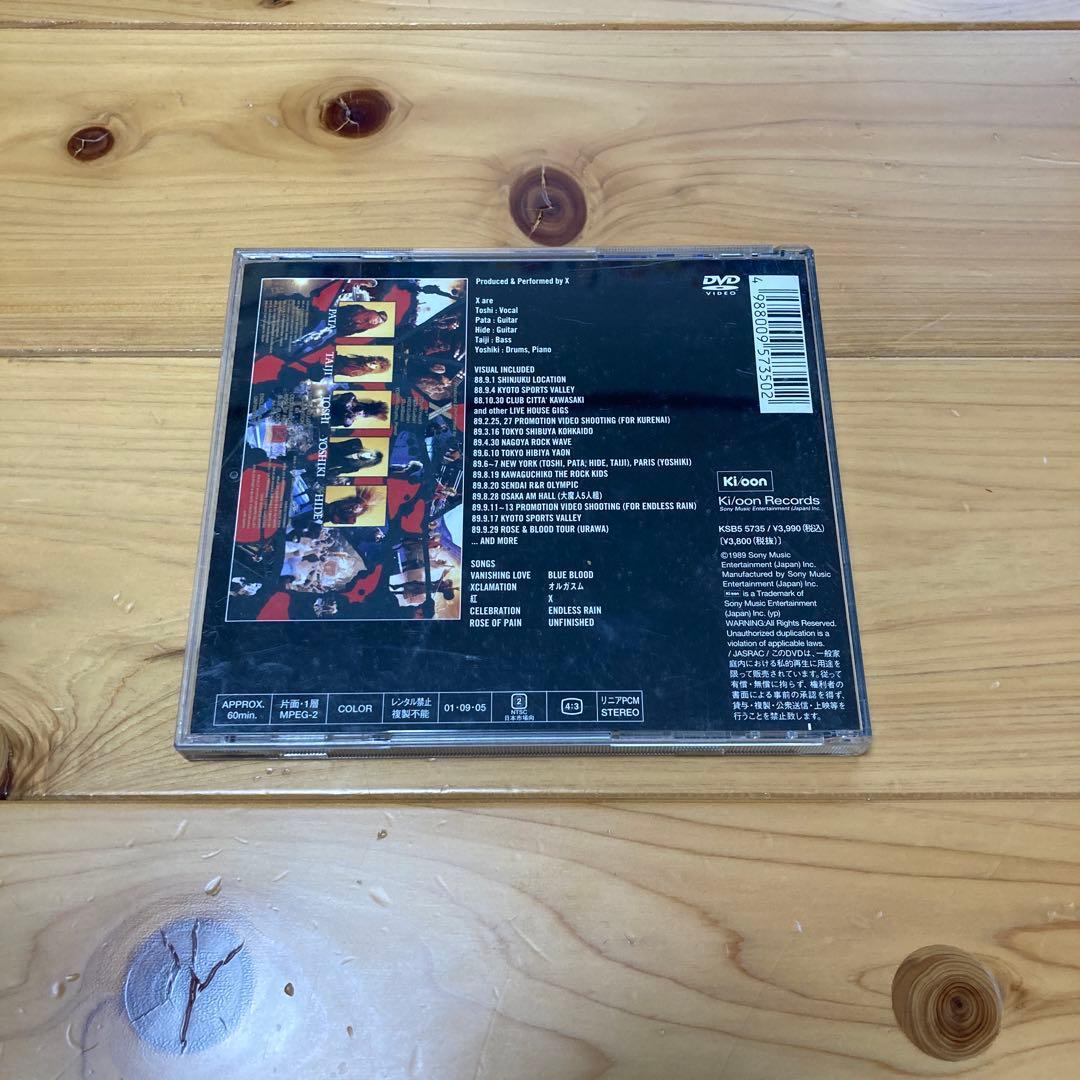 PATA
TAIJI
TOSHI
YOSHIKI
HIDE
Produced & Performed by X
X are
Toshi : Vocal
Pata : Guitar
Hide : Guitar
Taiji : Bass
Yoshiki : Drums, Piano
VISUAL INCLUDED
88.9.1 SHINJUKU LOCATION
88.9.4 KYOTO SPORTS VALLEY
88.10.30 CLUB CITTA' KAWASAKI
and other LIVE HOUSE GIGS
89.2.25, 27 PROMOTION VIDEO SHOOTING (FOR KURENAI)
89.3.16 TOKYO SHIBUYA KOHKAIDO
89.4.30 NAGOYA ROCK WAVE
89.6.10 TOKYO HIBIYA YAON
89.6~7 NEW YORK (TOSHI, PATA, HIDE, TAIJI), PARIS (YOSHIKI)
89.8.19 KAWAGUCHIKO THE ROCK KIDS
89.8.20 SENDAI R&R OLYMPIC
89.8.28 OSAKA AM HALL (大魔人5人組)
89.9.11~13 PROMOTION VIDEO SHOOTING (FOR ENDLESS RAIN)
89.9.17 KYOTO SPORTS VALLEY
89.9.29 ROSE & BLOOD TOUR (URAWA)
... AND MORE
SONGS
VANISHING LOVE BLUE BLOOD
XCLAMATION オルガスム
紅 X
CELEBRATION ENDLESS RAIN
ROSE OF PAIN UNFINISHED
DVD
VIDEO
4 988009 573502
Ki/oon
Ki/oon Records
Sony Music Entertainment (Japan) Inc.
KSB5 5735 / ¥3,990(税込)
〔¥3,800(税抜)〕
©1989 Sony Music
Entertainment (Japan) Inc.
Manufactured by Sony Music
Entertainment (Japan) Inc.
Ki/oon is a Trademark of
Sony Music Entertainment
(Japan) Inc. (yp)
WARNING:All Rights Reserved.
Unauthorized duplication is a
violation of applicable laws.
/ JASRAC / このDVDは、一般家
庭内における私的再生に用途を
限って販売されています。従って
有償・無償に拘らず、権利者の
書面による事前の承認を得ず、
貸与・複製・公衆送信・上映等を
行うことを禁止致します。
APPROX.
60min.
片面・1層
MPEG-2
COLOR
レンタル禁止
複製不能
01・09・05
2
NTSC
日本市場向
4:3
リニアPCM
STEREO